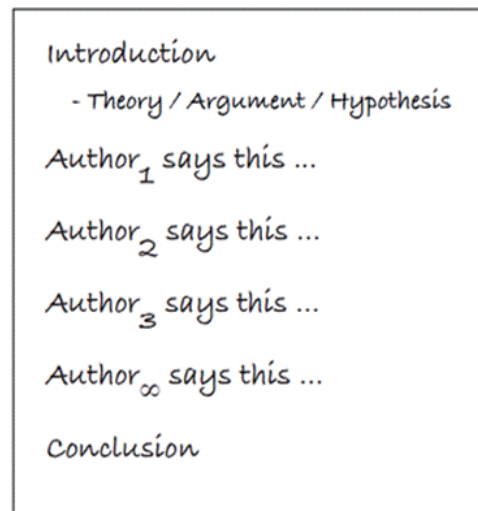 Introduction
- Theory / Argument / Hypothesis
Author₁ says this ...
Author₂ says this ...
Author₃ says this ...
Author∞ says this ...
Conclusion